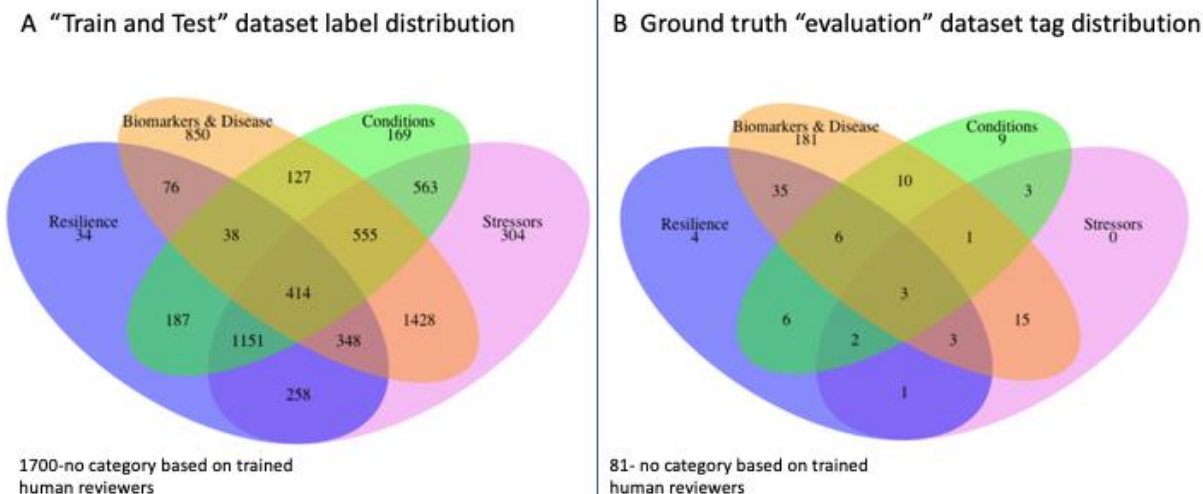 A “Train and Test” dataset label distribution
Biomarkers & Disease
850
Conditions
169
127
76
563
Resilience
34
38
555
Stressors
304
414
187
1151
348
1428
258
1700-no category based on trained
human reviewers
B Ground truth “evaluation” dataset tag distribution
Biomarkers & Disease
181
Conditions
9
10
35
3
Resilience
4
6
1
Stressors
0
3
6
2
3
15
1
81- no category based on trained
human reviewers